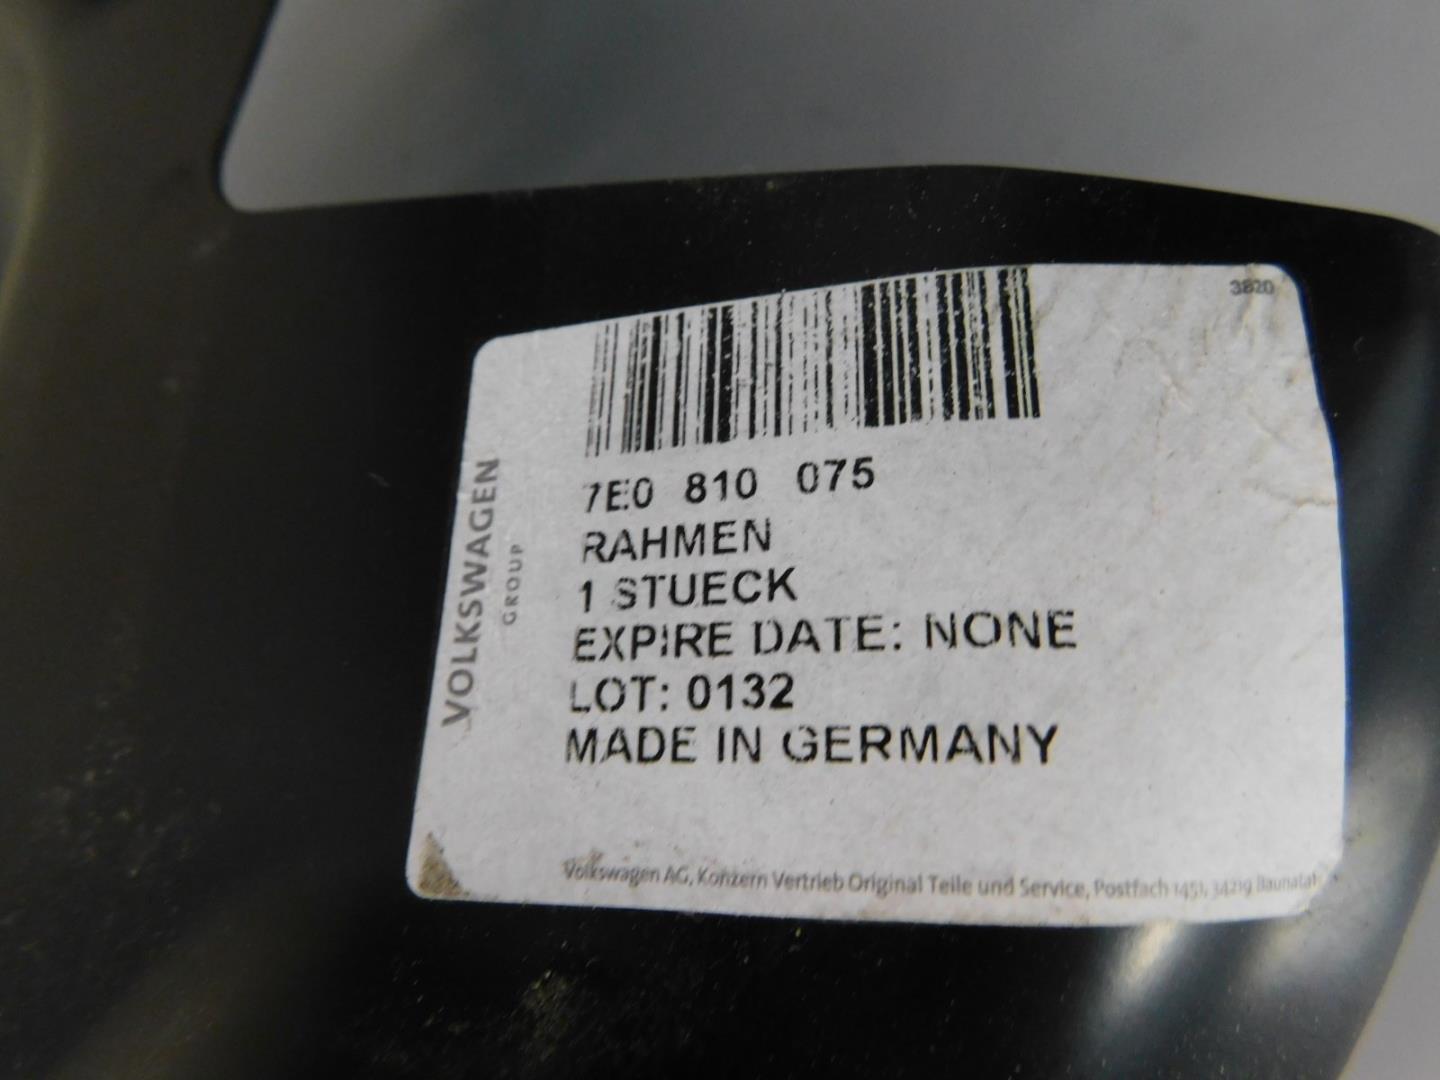 3820
7E0 810 075
RAHMEN
1 STUECK
EXPIRE DATE: NONE
LOT: 0132
MADE IN GERMANY
VOLKSWAGEN
GROUP
Volkswagen AG, Konzern Vertrieb Original Teile und Service, Postfach 1451, 34219 Baunatal